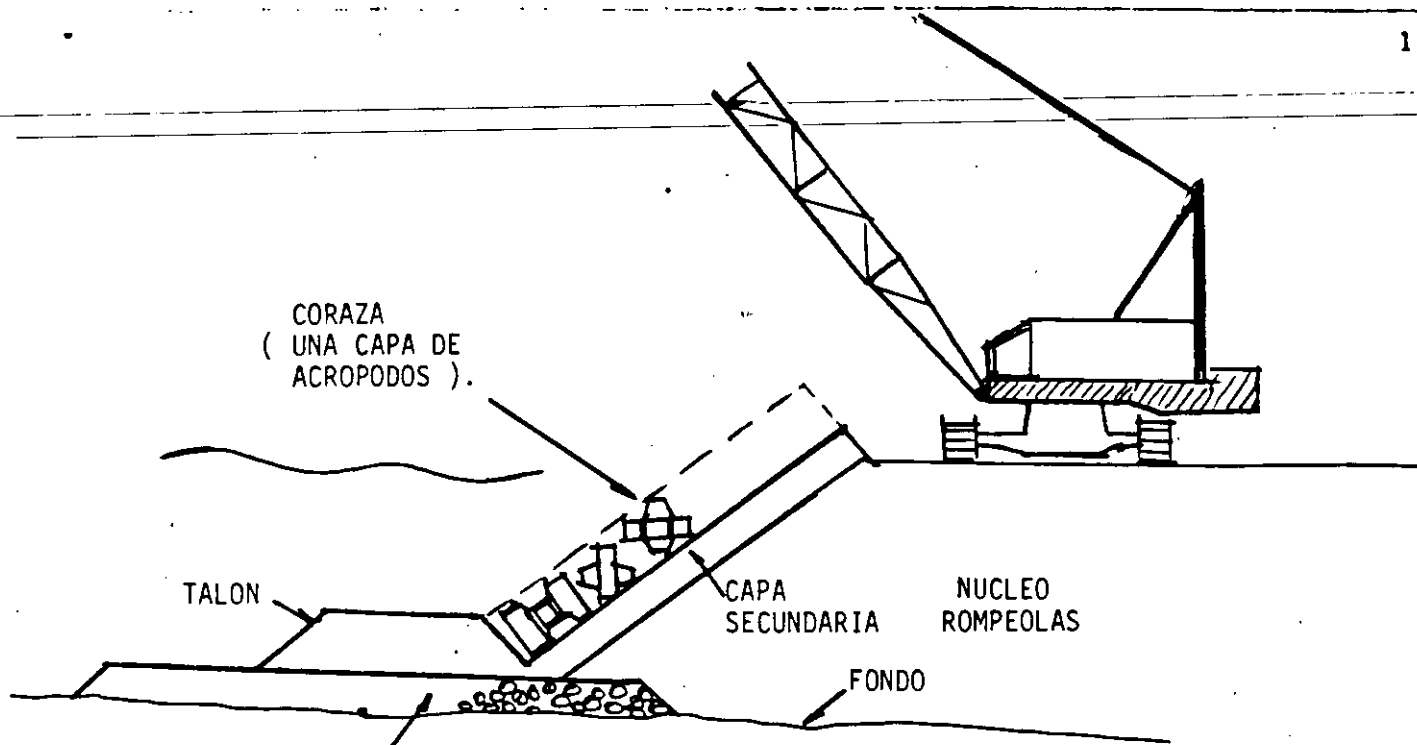 1
CORAZA
( UNA CAPA DE
ACROPODOS ).
TALON
CAPA
SECUNDARIA
NUCLEO
ROMPEOLAS
FONDO